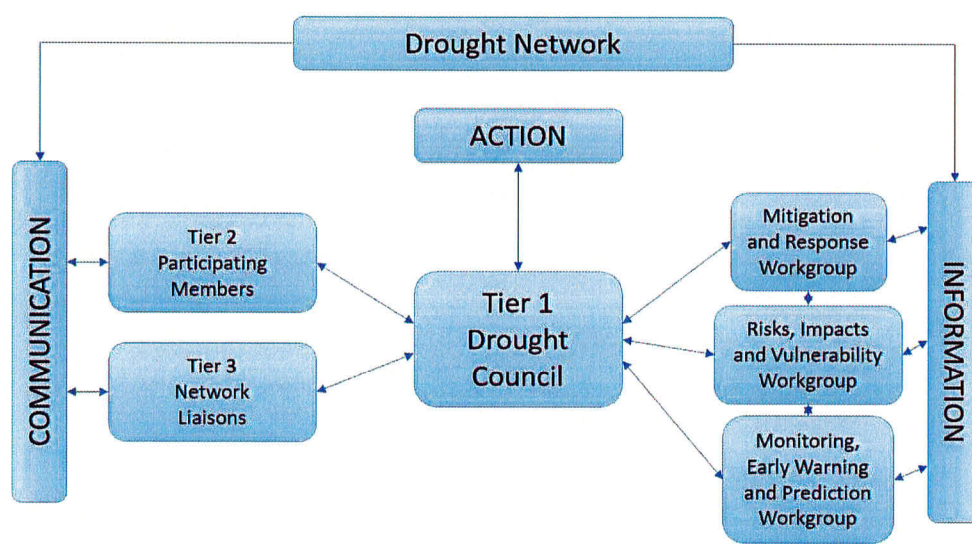 Drought Network
ACTION
COMMUNICATION
Tier 2
Participating
Members
Tier 3
Network
Liaisons
Tier 1
Drought
Council
Mitigation
and Response
Workgroup
Risks, Impacts
and Vulnerability
Workgroup
Monitoring,
Early Warning
and Prediction
Workgroup
INFORMATION